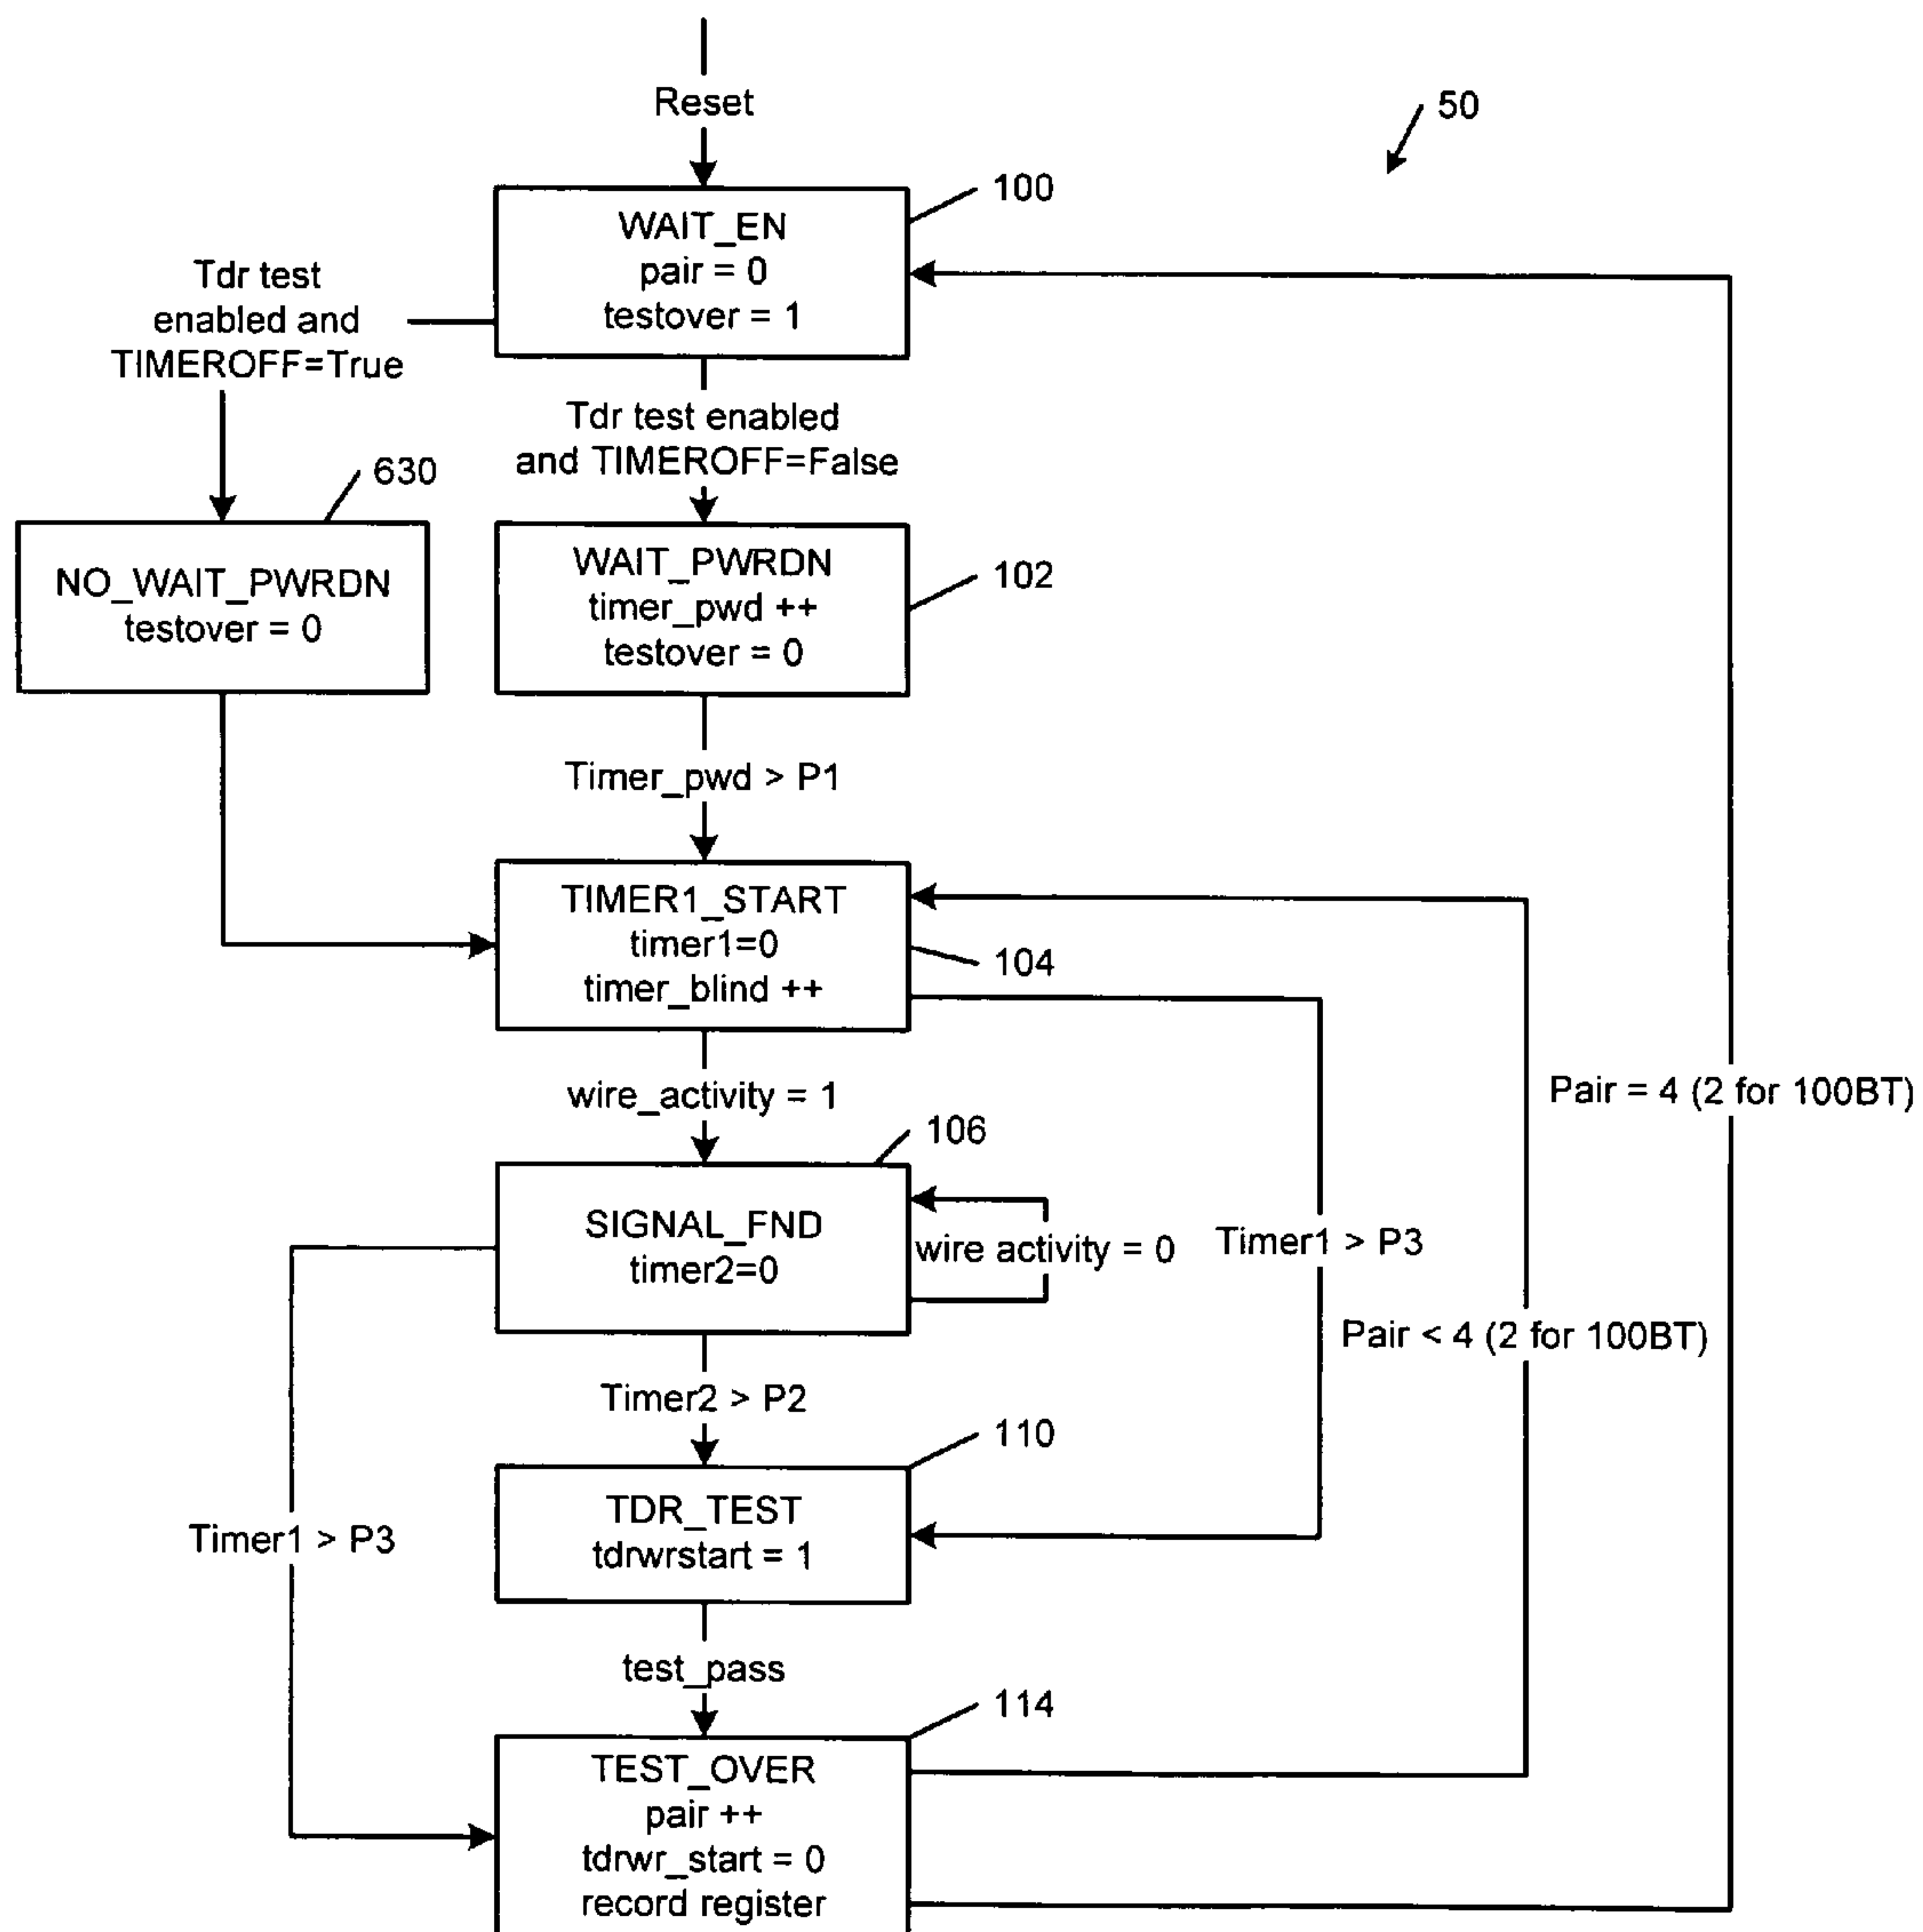 Reset
50
100
WAIT_EN
pair = 0
testover = 1
Tdr test
enabled and
TIMEROFF=True
Tdr test enabled
and TIMEROFF=False
630
NO_WAIT_PWRDN
testover = 0
WAIT_PWRDN
timer_pwd ++
testover = 0
102
Timer_pwd > P1
TIMER1_START
timer1=0
timer_blind ++
104
wire_activity = 1
Pair = 4 (2 for 100BT)
106
SIGNAL_FND
timer2=0
wire activity = 0
Timer1 > P3
Pair < 4 (2 for 100BT)
Timer2 > P2
110
TDR_TEST
tdrwrstart = 1
Timer1 > P3
test_pass
114
TEST_OVER
pair ++
tdrwr_start = 0
record register